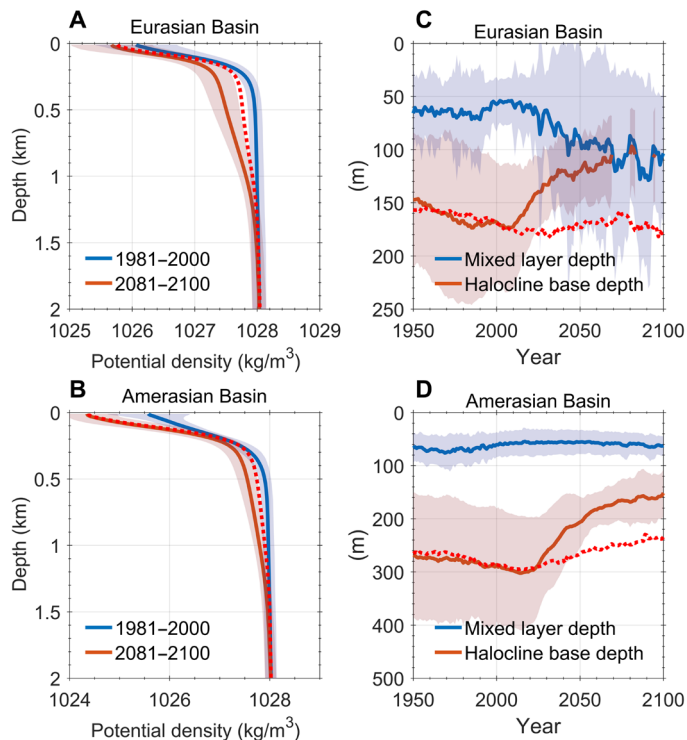 A
Eurasian Basin
0
0.5
1
1.5
2
Depth (km)
1981–2000
2081–2100
1025 1026 1027 1028 1029
Potential density (kg/m³)
C
Eurasian Basin
0
50
100
150
200
250
(m)
Mixed layer depth
Halocline base depth
1950 2000 2050 2100
Year
B
Amerasian Basin
0
0.5
1
1.5
2
Depth (km)
1981–2000
2081–2100
1024 1026 1028
Potential density (kg/m³)
D
Amerasian Basin
0
100
200
300
400
500
(m)
Mixed layer depth
Halocline base depth
1950 2000 2050 2100
Year